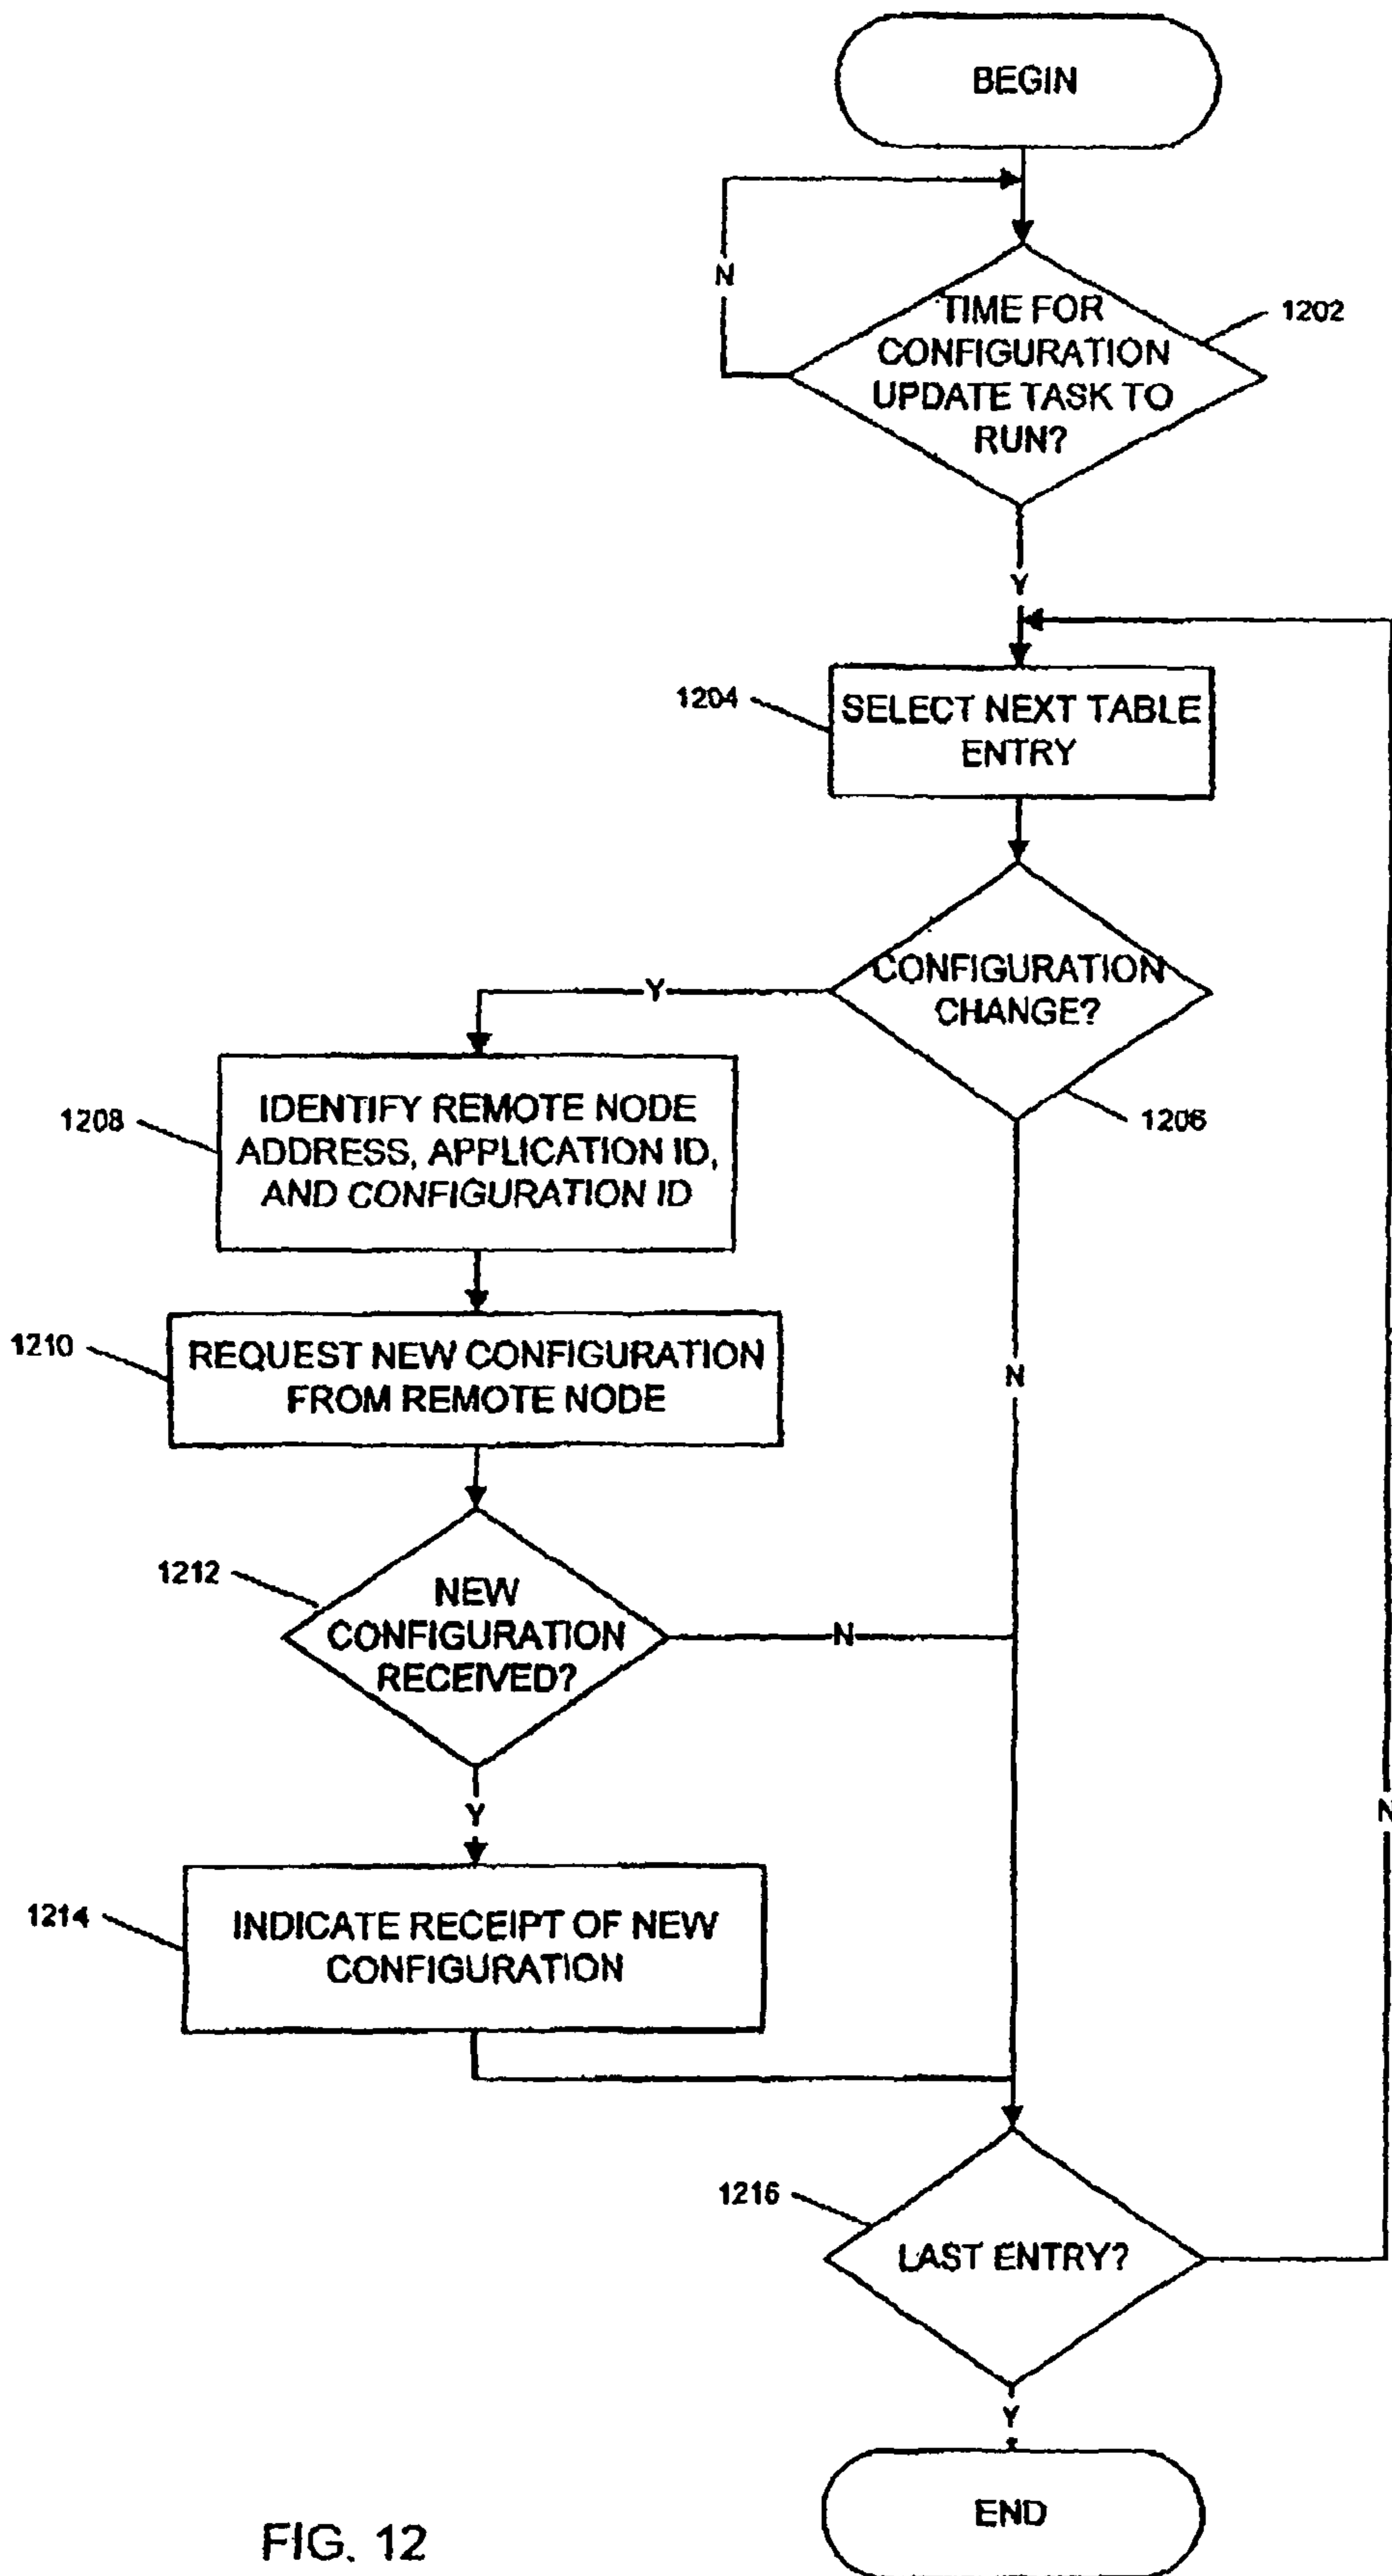 BEGIN
N
TIME FOR
CONFIGURATION
UPDATE TASK TO
RUN?
1202
Y
1204
SELECT NEXT TABLE
ENTRY
CONFIGURATION
CHANGE?
1206
Y
N
1208
IDENTIFY REMOTE NODE
ADDRESS, APPLICATION ID,
AND CONFIGURATION ID
1210
REQUEST NEW CONFIGURATION
FROM REMOTE NODE
1212
NEW
CONFIGURATION
RECEIVED?
N
Y
N
1214
INDICATE RECEIPT OF NEW
CONFIGURATION
1216
LAST ENTRY?
Y
END
FIG. 12